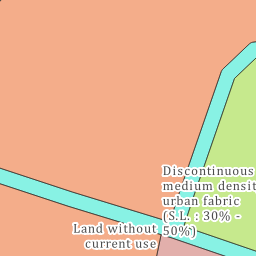 Discontinuous
medium densit
urban fabric
(S.L. : 30% -
50%)
Land without
current use